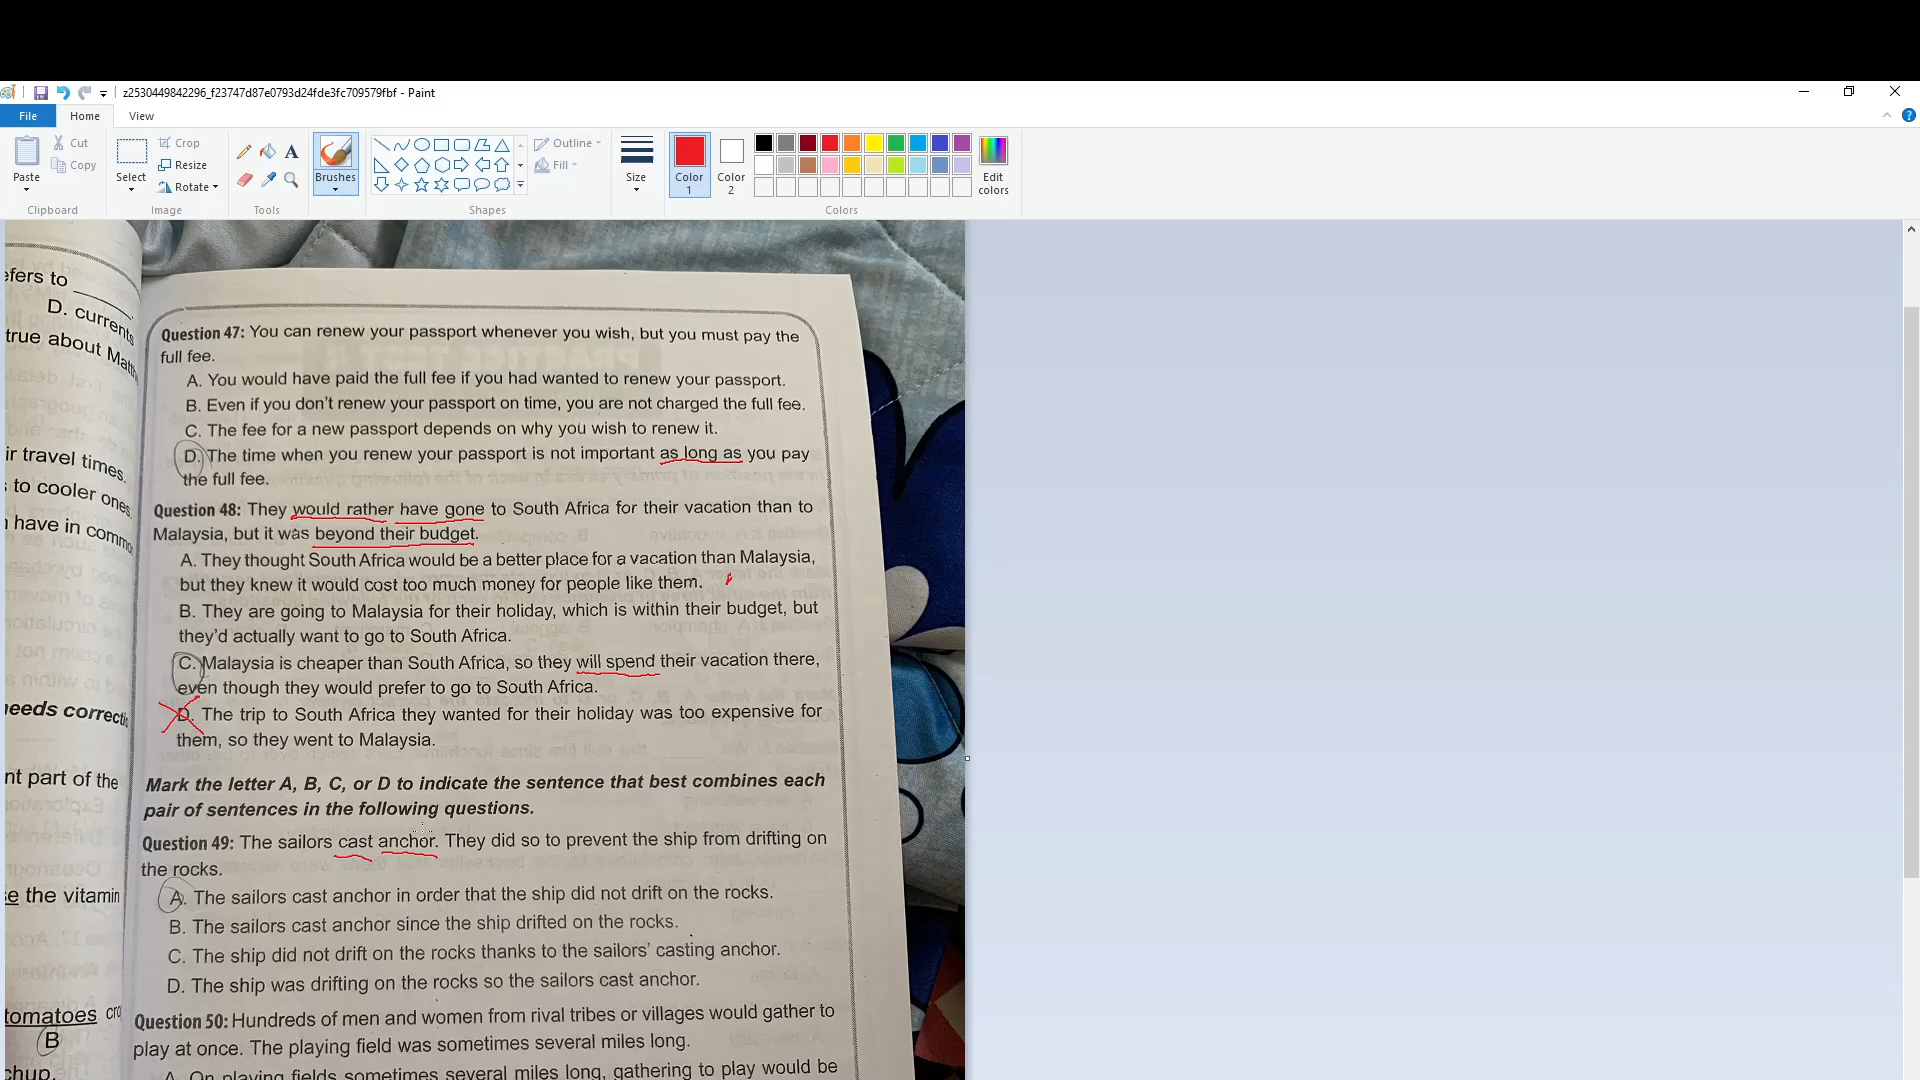 z2530449842296_f23747d87e0793d24fde3fc709579fbf - Paint
File Home View
Paste Cut Copy Clipboard
Select Crop Resize Rotate Image
Tools
Brushes
Shapes Outline Fill
Size
Color 1 Color 2 Edit colors Colors
efers to
D. currents
true about
ir travel times.
s to cooler ones.
have in
needs
nt part of the
se the vitamin
tomatoes
B
chup.
Question 47: You can renew your passport whenever you wish, but you must pay the
full fee.
A. You would have paid the full fee if you had wanted to renew your passport.
B. Even if you don't renew your passport on time, you are not charged the full fee.
C. The fee for a new passport depends on why you wish to renew it.
D. The time when you renew your passport is not important as long as you pay
the full fee.
Question 48: They would rather have gone to South Africa for their vacation than to
Malaysia, but it was beyond their budget.
A. They thought South Africa would be a better place for a vacation than Malaysia,
but they knew it would cost too much money for people like them.
B. They are going to Malaysia for their holiday, which is within their budget, but
they'd actually want to go to South Africa.
C. Malaysia is cheaper than South Africa, so they will spend their vacation there,
even though they would prefer to go to South Africa.
D. The trip to South Africa they wanted for their holiday was too expensive for
them, so they went to Malaysia.
Mark the letter A, B, C, or D to indicate the sentence that best combines each
pair of sentences in the following questions.
Question 49: The sailors cast anchor. They did so to prevent the ship from drifting on
the rocks.
A. The sailors cast anchor in order that the ship did not drift on the rocks.
B. The sailors cast anchor since the ship drifted on the rocks.
C. The ship did not drift on the rocks thanks to the sailors' casting anchor.
D. The ship was drifting on the rocks so the sailors cast anchor.
Question 50: Hundreds of men and women from rival tribes or villages would gather to
play at once. The playing field was sometimes several miles long.
A. On playing fields sometimes several miles long, gathering to play would be